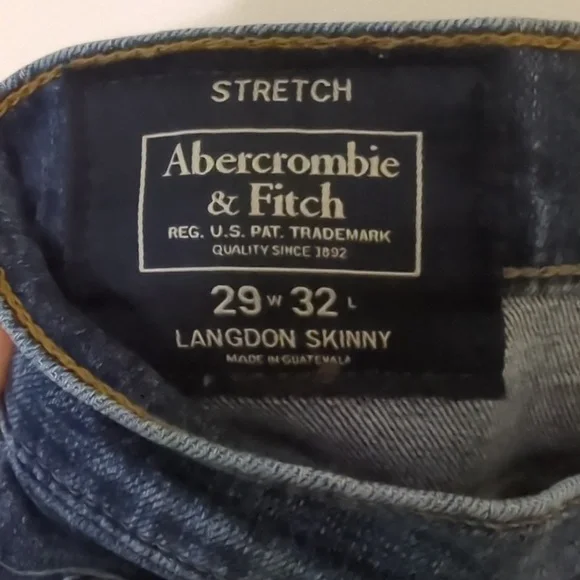 STRETCH
Abercrombie
& Fitch
REG. U.S. PAT. TRADEMARK
QUALITY SINCE 1892
29 W 32 L
LANGDON SKINNY
MADE IN GUATEMALA